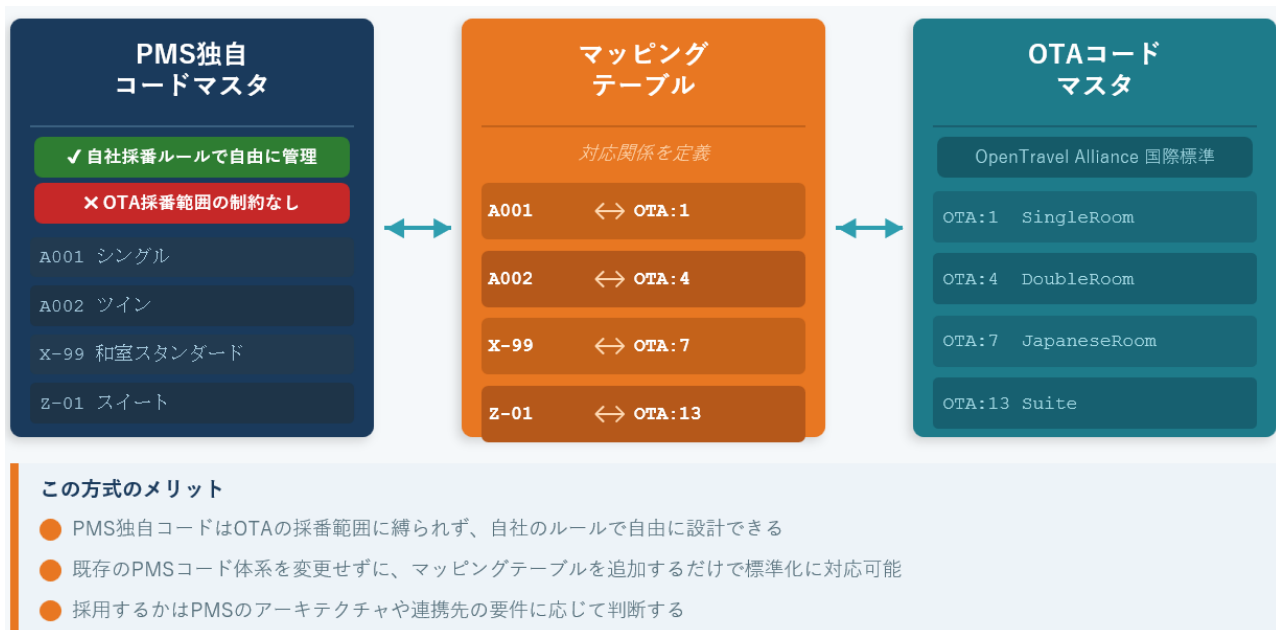 PMS独自
コードマスタ
✓ 自社採番ルールで自由に管理
✕ OTA採番範囲の制約なし
A001 シングル
A002 ツイン
X-99 和室スタンダード
Z-01 スイート
マッピング
テーブル
対応関係を定義
A001 ↔ OTA:1
A002 ↔ OTA:4
X-99 ↔ OTA:7
Z-01 ↔ OTA:13
OTAコード
マスタ
OpenTravel Alliance 国際標準
OTA:1 SingleRoom
OTA:4 DoubleRoom
OTA:7 JapaneseRoom
OTA:13 Suite
この方式のメリット
PMS独自コードはOTAの採番範囲に縛られず、自社のルールで自由に設計できる
既存のPMSコード体系を変更せずに、マッピングテーブルを追加するだけで標準化に対応可能
採用するかはPMSのアーキテクチャや連携先の要件に応じて判断する